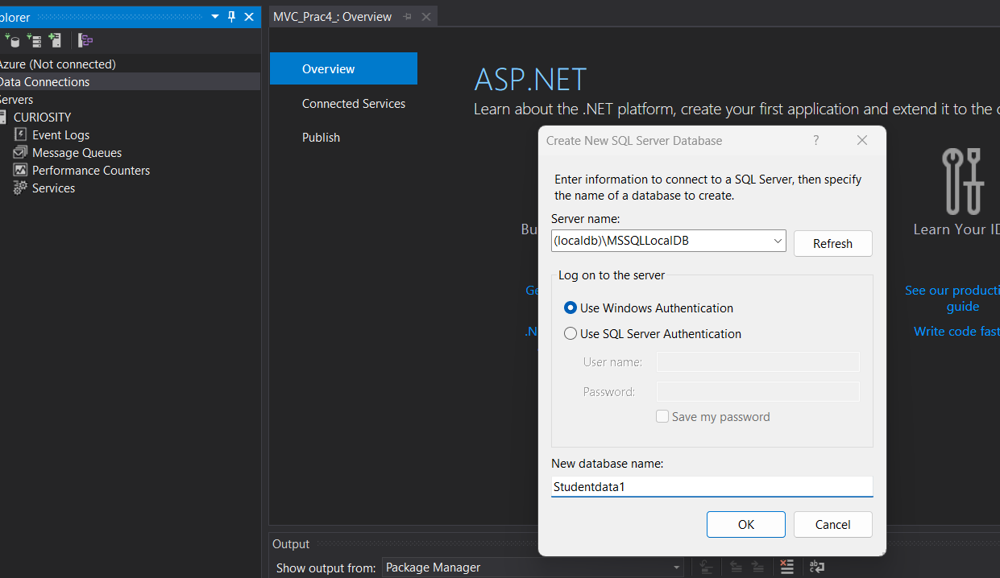 plorer
Azure (Not connected)
Data Connections
Servers
CURIOSITY
Event Logs
Message Queues
Performance Counters
Services
MVC_Prac4_: Overview
Overview
Connected Services
Publish
ASP.NET
Learn about the .NET platform, create your first application and extend it to the c
Bu
Ge
.N
Learn Your ID
See our producti
guide
Write code fast
Create New SQL Server Database
?
Enter information to connect to a SQL Server, then specify
the name of a database to create.
Server name:
(localdb)\MSSQLLocalDB
Refresh
Log on to the server
Use Windows Authentication
Use SQL Server Authentication
User name:
Password:
Save my password
New database name:
Studentdata1
OK
Cancel
Output
Show output from: Package Manager